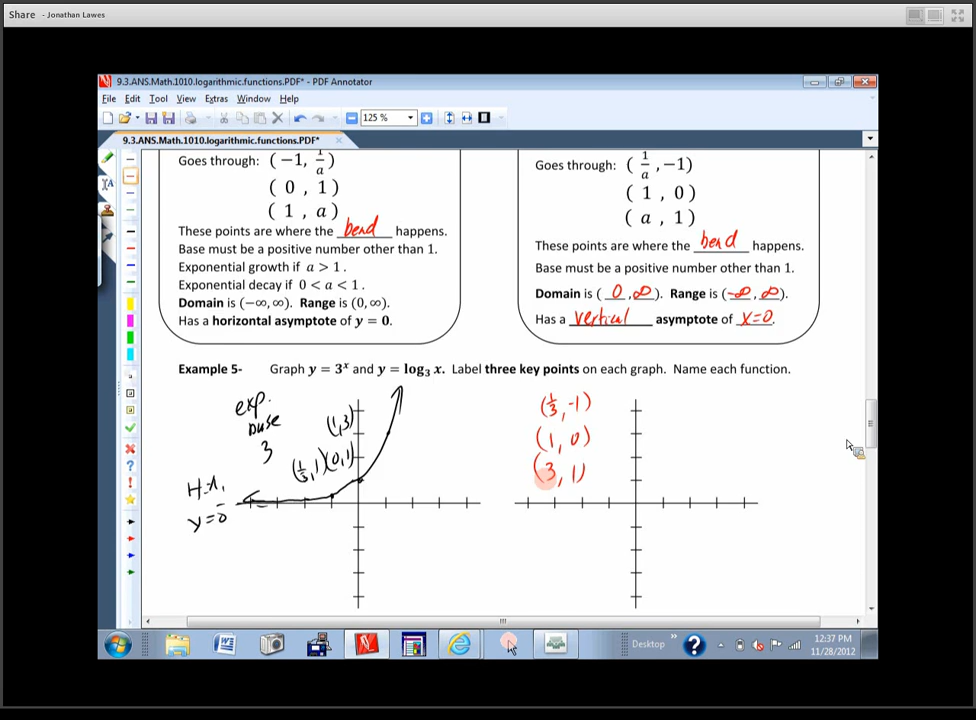 Share - Jonathan Lawes
9.3.ANS.Math.1010.logarithmic.functions.PDF* - PDF Annotator
File Edit Tool View Extras Window Help
125 %
9.3.ANS.Math.1010.logarithmic.functions.PDF*
Goes through: (−1, 1/a)
( 0 , 1 )
( 1 , a )
These points are where the bend happens.
Base must be a positive number other than 1.
Exponential growth if a > 1.
Exponential decay if 0 < a < 1.
Domain is (−∞, ∞). Range is (0, ∞).
Has a horizontal asymptote of y = 0.
Goes through: ( 1/a , −1)
( 1 , 0 )
( a , 1 )
These points are where the bend happens.
Base must be a positive number other than 1.
Domain is ( 0 , ∞ ). Range is ( -∞ , ∞ ).
Has a vertical asymptote of x=0.
Example 5- Graph y = 3ˣ and y = log₃ x. Label three key points on each graph. Name each function.
exp.
base
3
(1,3)
(1/3, 1) (0,1)
H.A.
y=0
(1/3, -1)
(1, 0)
(3, 1)
Desktop
12:37 PM
11/28/2012